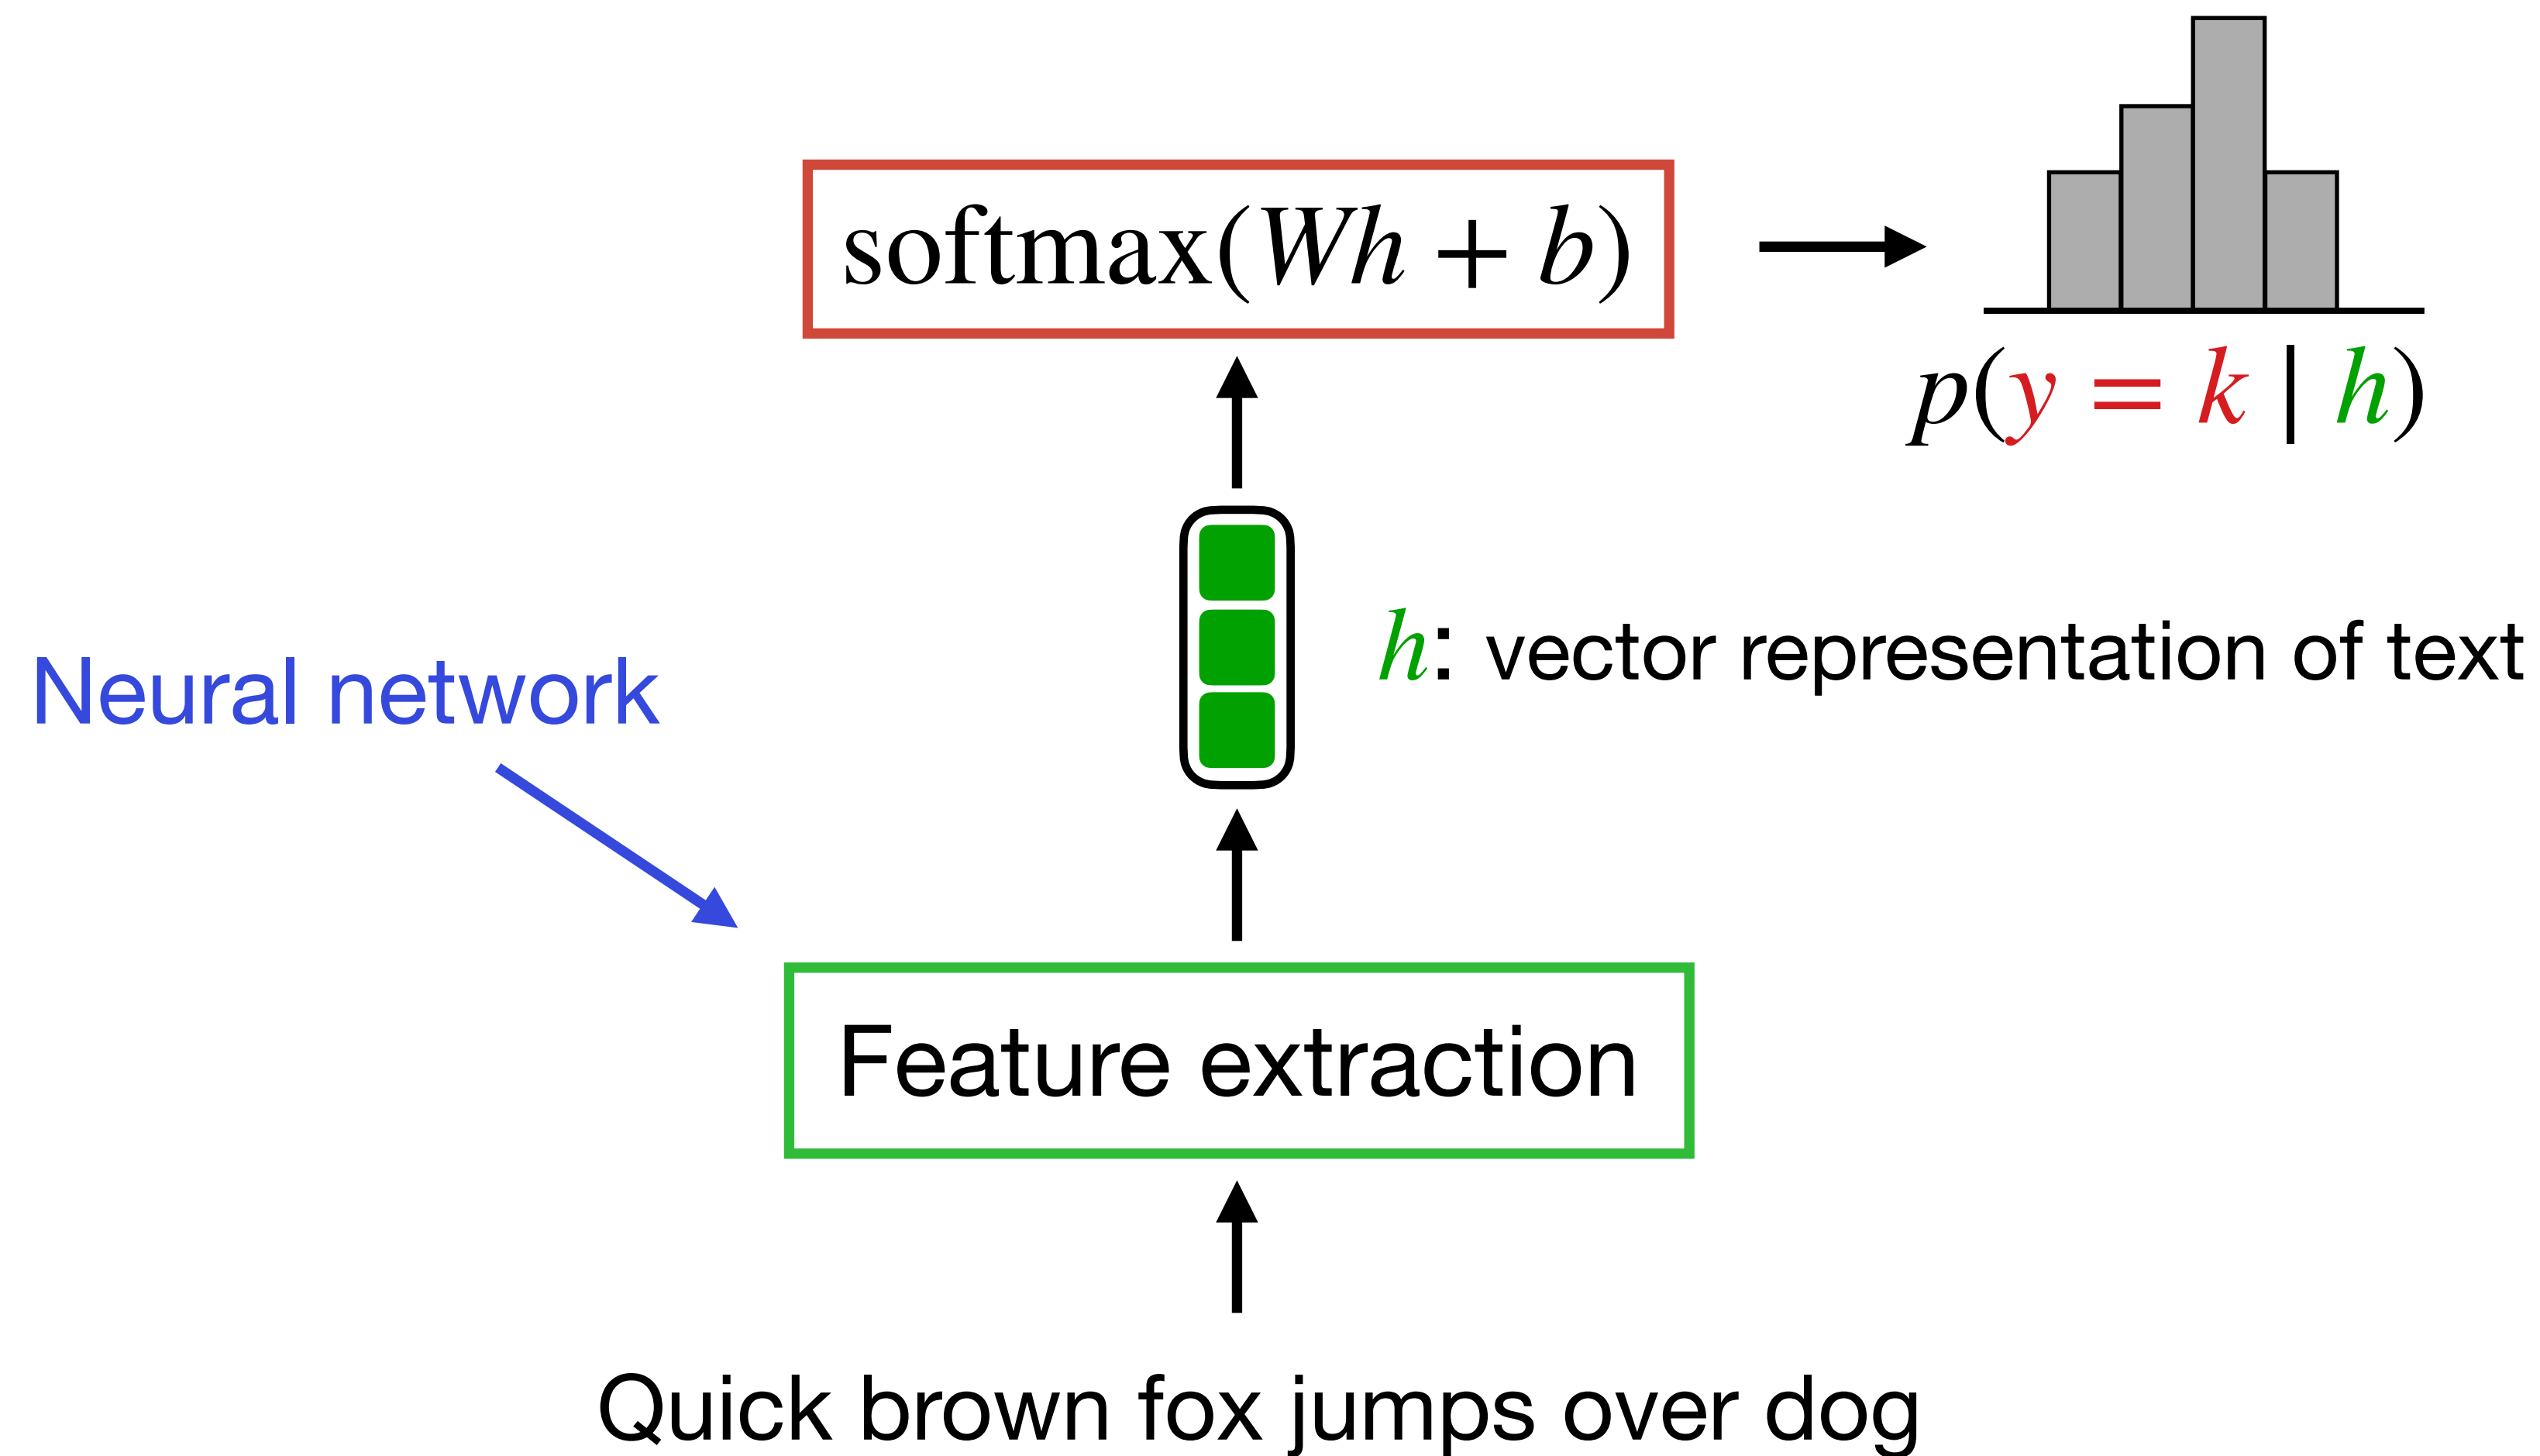 softmax(Wh + b)
p(y = k | h)
h: vector representation of text
Neural network
Feature extraction
Quick brown fox jumps over dog